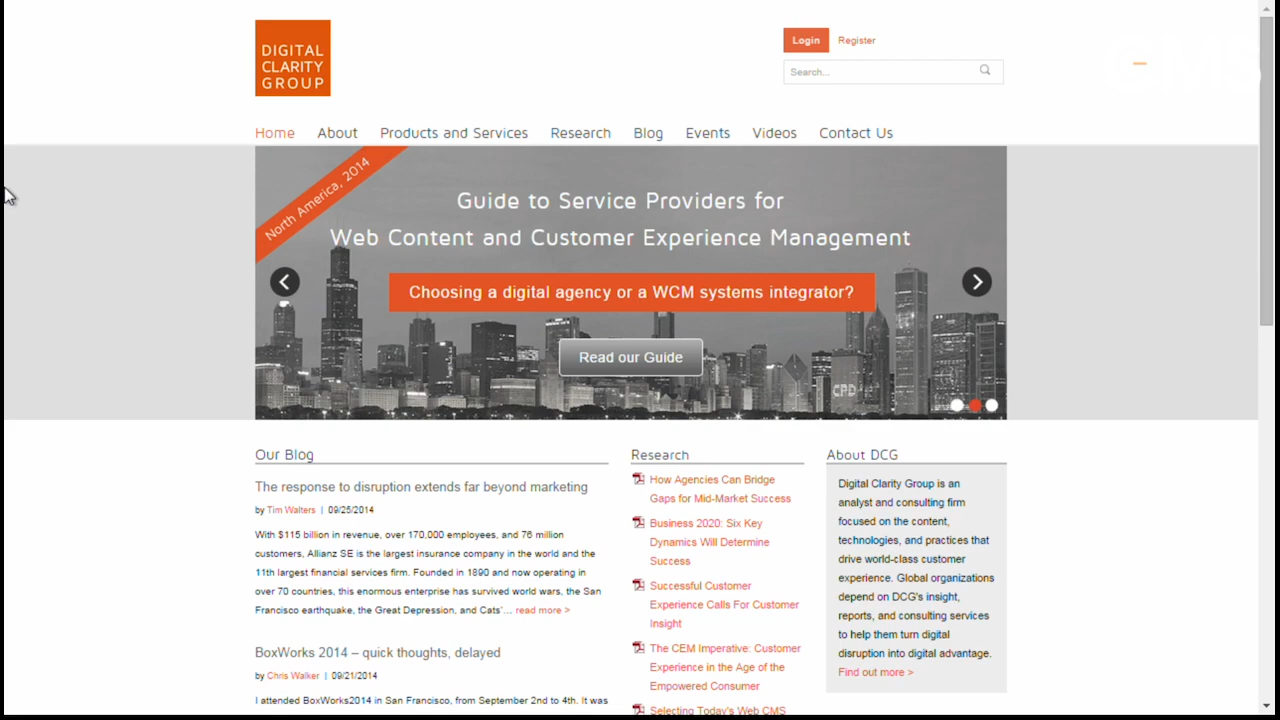 DIGITAL
CLARITY
GROUP
Login Register
Search...
Home About Products and Services Research Blog Events Videos Contact Us
North America, 2014
Guide to Service Providers for
Web Content and Customer Experience Management
Choosing a digital agency or a WCM systems integrator?
Read our Guide
CPD
Our Blog
The response to disruption extends far beyond marketing
by Tim Walters | 09/25/2014
With $115 billion in revenue, over 170,000 employees, and 76 million
customers, Allianz SE is the largest insurance company in the world and the
11th largest financial services firm. Founded in 1890 and now operating in
over 70 countries, this enormous enterprise has survived world wars, the San
Francisco earthquake, the Great Depression, and Cats'... read more >
BoxWorks 2014 – quick thoughts, delayed
by Chris Walker | 09/21/2014
I attended BoxWorks2014 in San Francisco, from September 2nd to 4th. It was
Research
How Agencies Can Bridge
Gaps for Mid-Market Success
Business 2020: Six Key
Dynamics Will Determine
Success
Successful Customer
Experience Calls For Customer
Insight
The CEM Imperative: Customer
Experience in the Age of the
Empowered Consumer
Selecting Today's Web CMS
About DCG
Digital Clarity Group is an
analyst and consulting firm
focused on the content,
technologies, and practices that
drive world-class customer
experience. Global organizations
depend on DCG's insight,
reports, and consulting services
to help them turn digital
disruption into digital advantage.
Find out more >